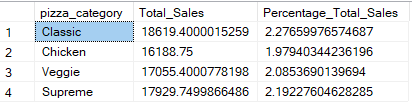 pizza_category Total_Sales Percentage_Total_Sales
1 Classic 18619.4000015259 2.27659976574687
2 Chicken 16188.75 1.97940344236196
3 Veggie 17055.4000778198 2.0853690139694
4 Supreme 17929.7499866486 2.19227604628285